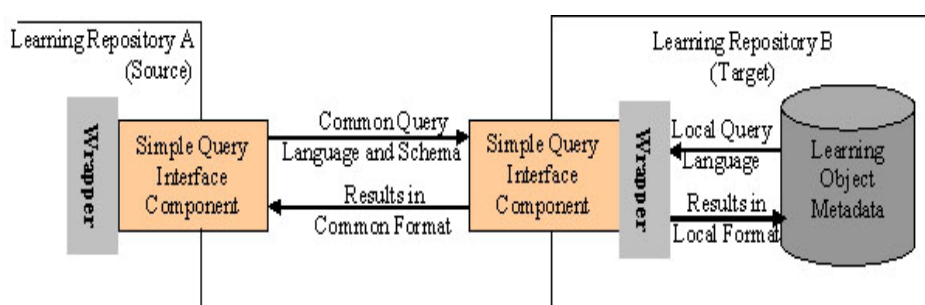 Learning Repository A
(Source)
Wrapper
Simple Query
Interface
Component
Common Query
Language and Schema
Results in
Common Format
Learning Repository B
(Target)
Simple Query
Interface
Component
Wrapper
Local Query
Language
Results in
Local Format
Learning
Object
Metadata